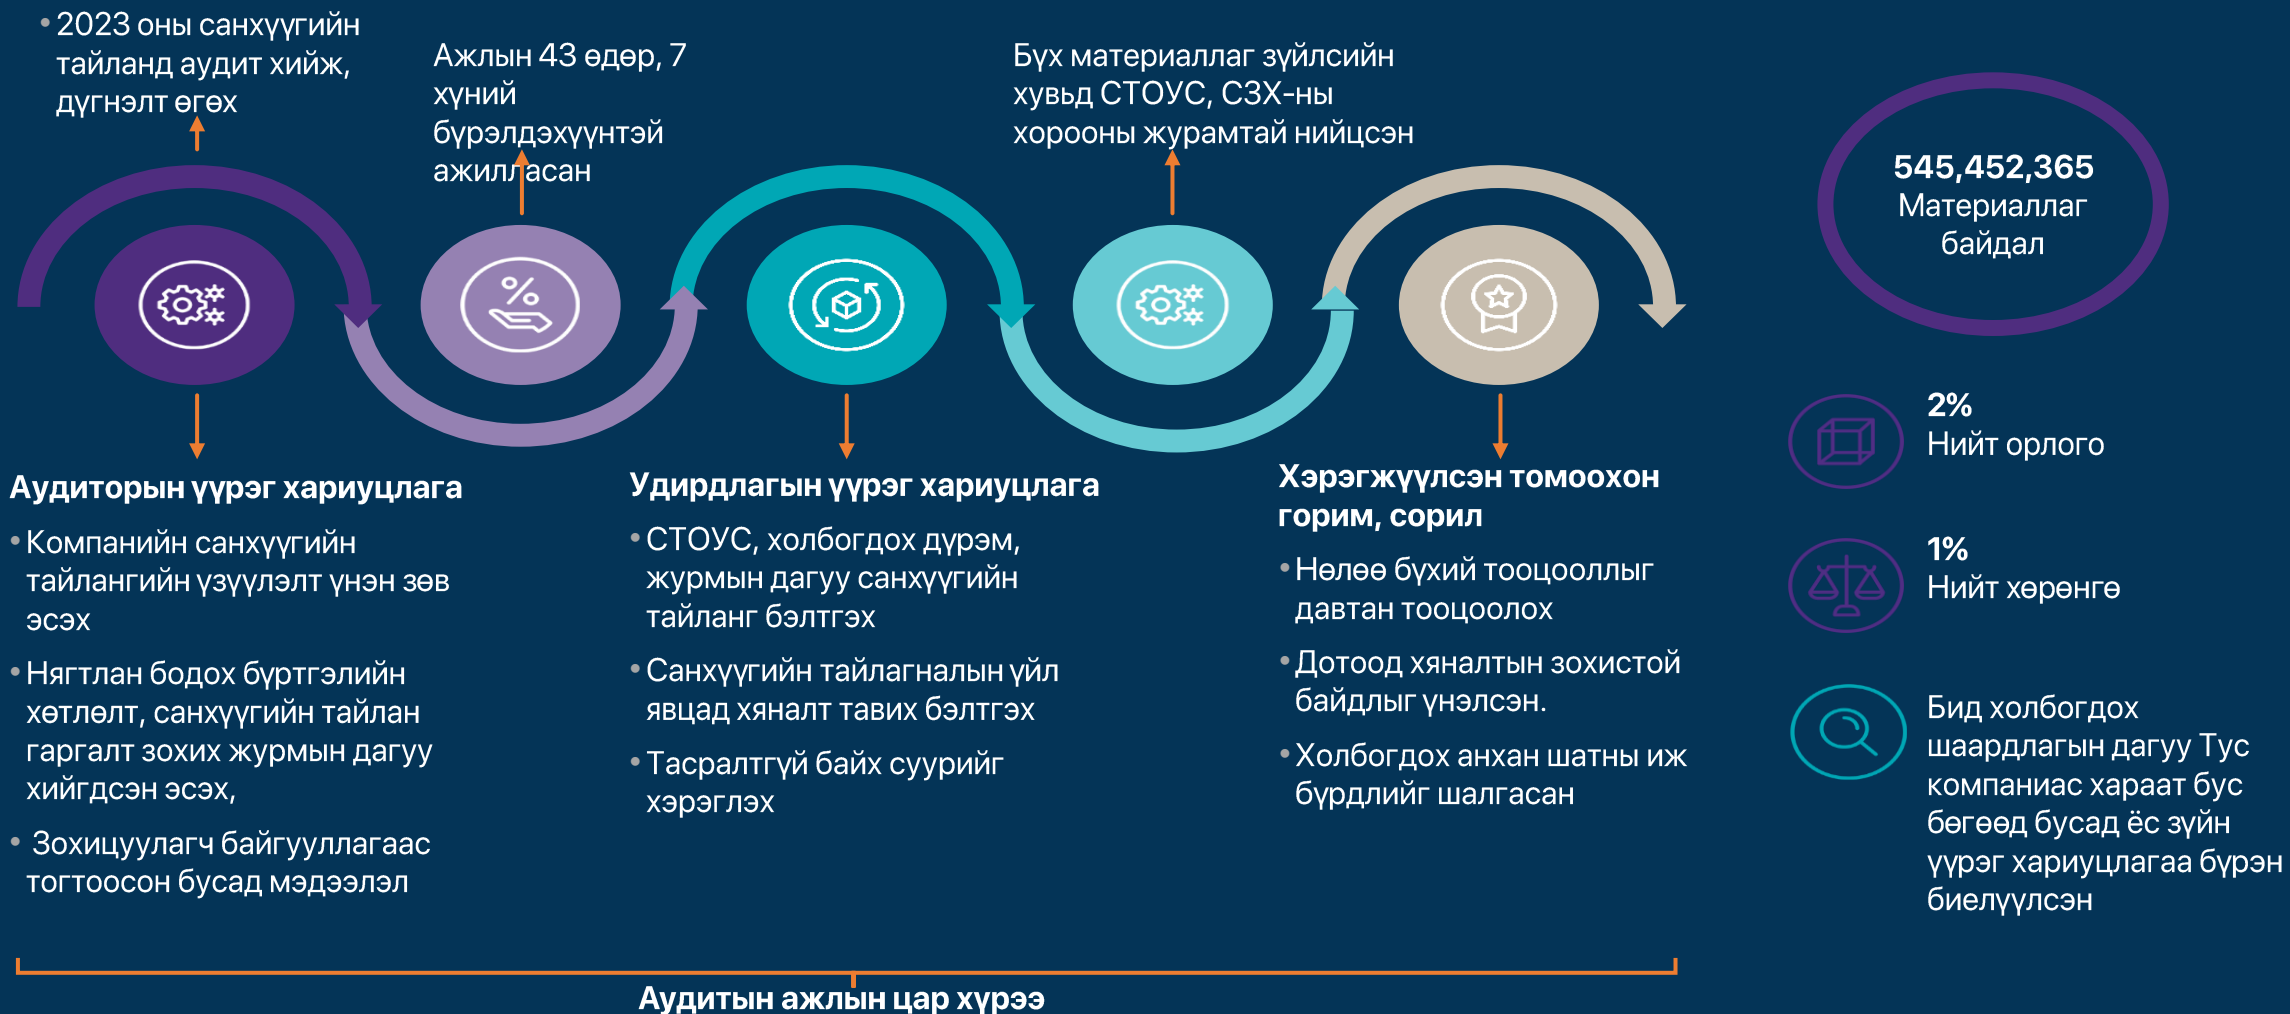 • 2023 оны санхүүгийн
тайланд аудит хийж,
дүгнэлт өгөх
Ажлын 43 өдөр, 7
хүний
бүрэлдэхүүнтэй
ажилласан
Бүх материаллаг зүйлсийн
хувьд СТОУС, СЗХ-ны
хорооны журамтай нийцсэн
545,452,365
Материаллаг
байдал
Аудиторын үүрэг хариуцлага
• Компанийн санхүүгийн
тайлангийн үзүүлэлт үнэн зөв
эсэх
• Нягтлан бодох бүртгэлийн
хөтлөлт, санхүүгийн тайлан
гаргалт зохих журмын дагуу
хийгдсэн эсэх,
• Зохицуулагч байгууллагаас
тогтоосон бусад мэдээлэл
Удирдлагын үүрэг хариуцлага
• СТОУС, холбогдох дүрэм,
журмын дагуу санхүүгийн
тайланг бэлтгэх
• Санхүүгийн тайлагналын үйл
явцад хяналт тавих бэлтгэх
• Тасралтгүй байх суурийг
хэрэглэх
Хэрэгжүүлсэн томоохон
горим, сорил
• Нөлөө бүхий тооцооллыг
давтан тооцоолох
• Дотоод хяналтын зохистой
байдлыг үнэлсэн.
• Холбогдох анхан шатны иж
бүрдлийг шалгасан
2%
Нийт орлого
1%
Нийт хөрөнгө
Бид холбогдох
шаардлагын дагуу Тус
компаниас хараат бус
бөгөөд бусад ёс зүйн
үүрэг хариуцлагаа бүрэн
биелүүлсэн
Аудитын ажлын цар хүрээ